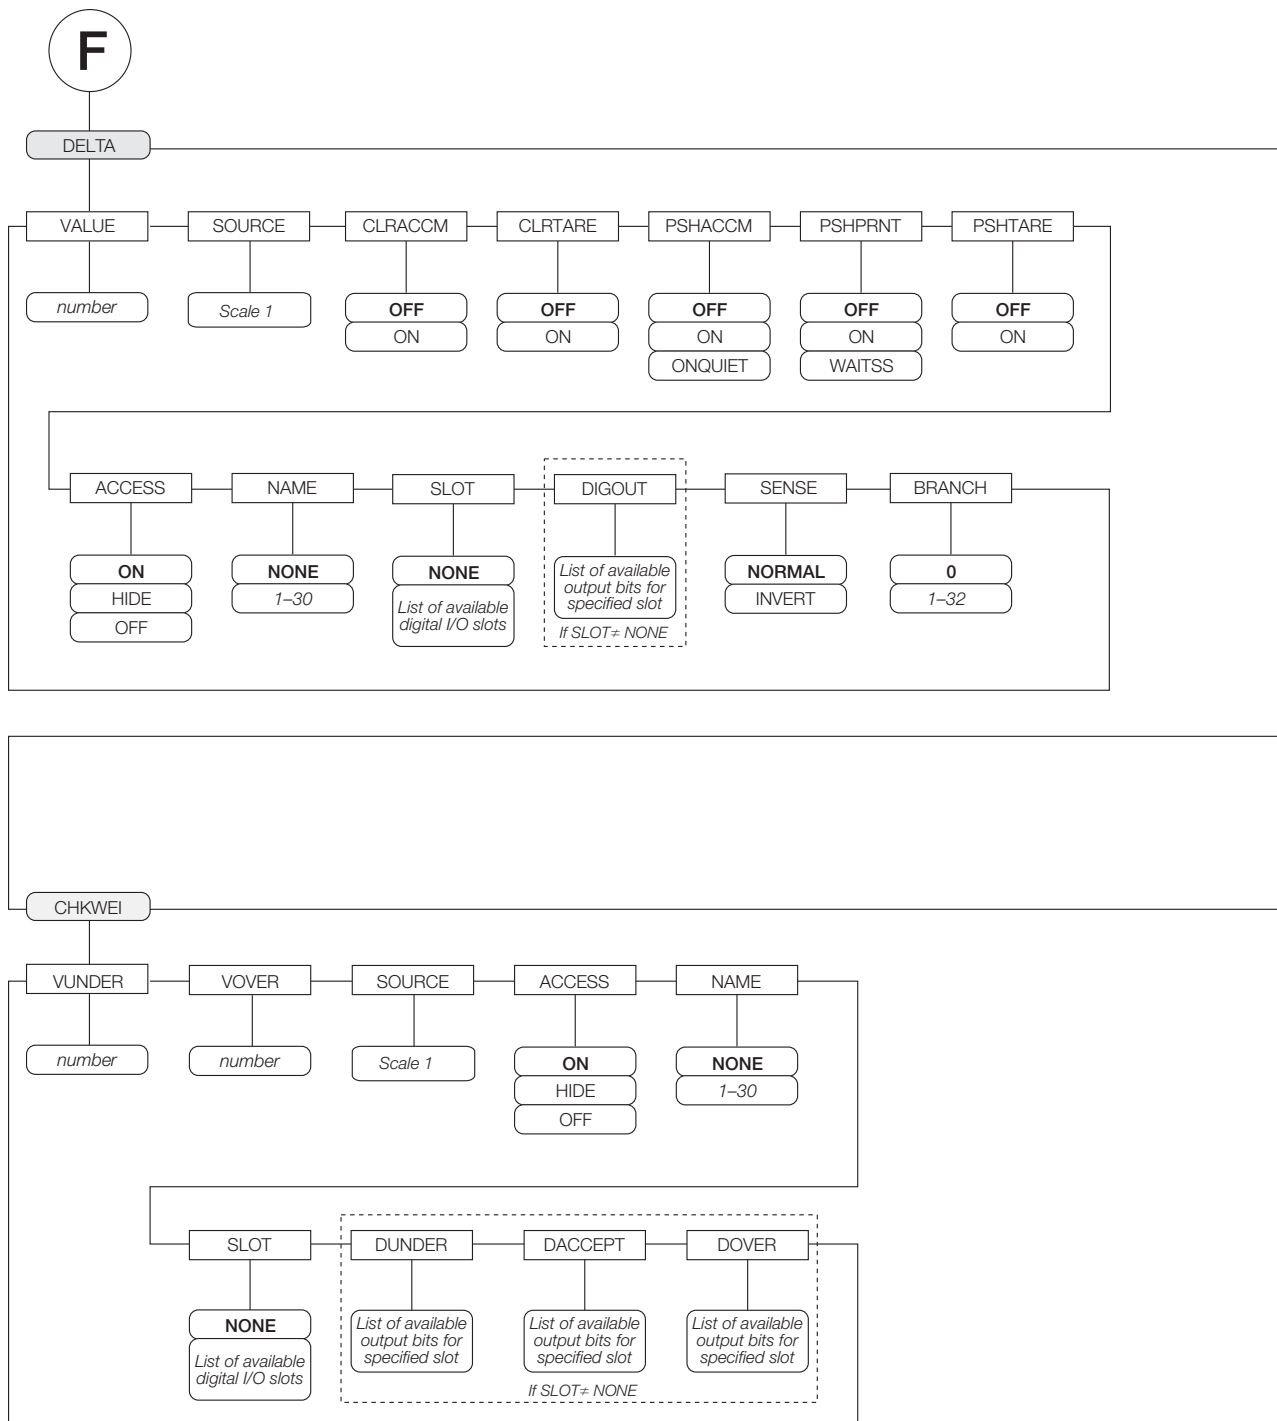 F
DELTA
VALUE SOURCE CLRACCM CLRTARE PSHACCM PSHPRNT PSHTARE
number Scale 1 OFF OFF OFF OFF OFF
ON ON ON ON ON
ONQUIET WAITSS
ACCESS NAME SLOT DIGOUT SENSE BRANCH
ON
HIDE
OFF
NONE
1–30
NONE
List of available
digital I/O slots
List of available
output bits for
specified slot
If SLOT≠ NONE
NORMAL
INVERT
0
1–32
CHKWEI
VUNDER VOVER SOURCE ACCESS NAME
number number Scale 1
ON
HIDE
OFF
NONE
1–30
SLOT DUNDER DACCEPT DOVER
NONE
List of available
digital I/O slots
List of available
output bits for
specified slot
List of available
output bits for
specified slot
List of available
output bits for
specified slot
If SLOT≠ NONE